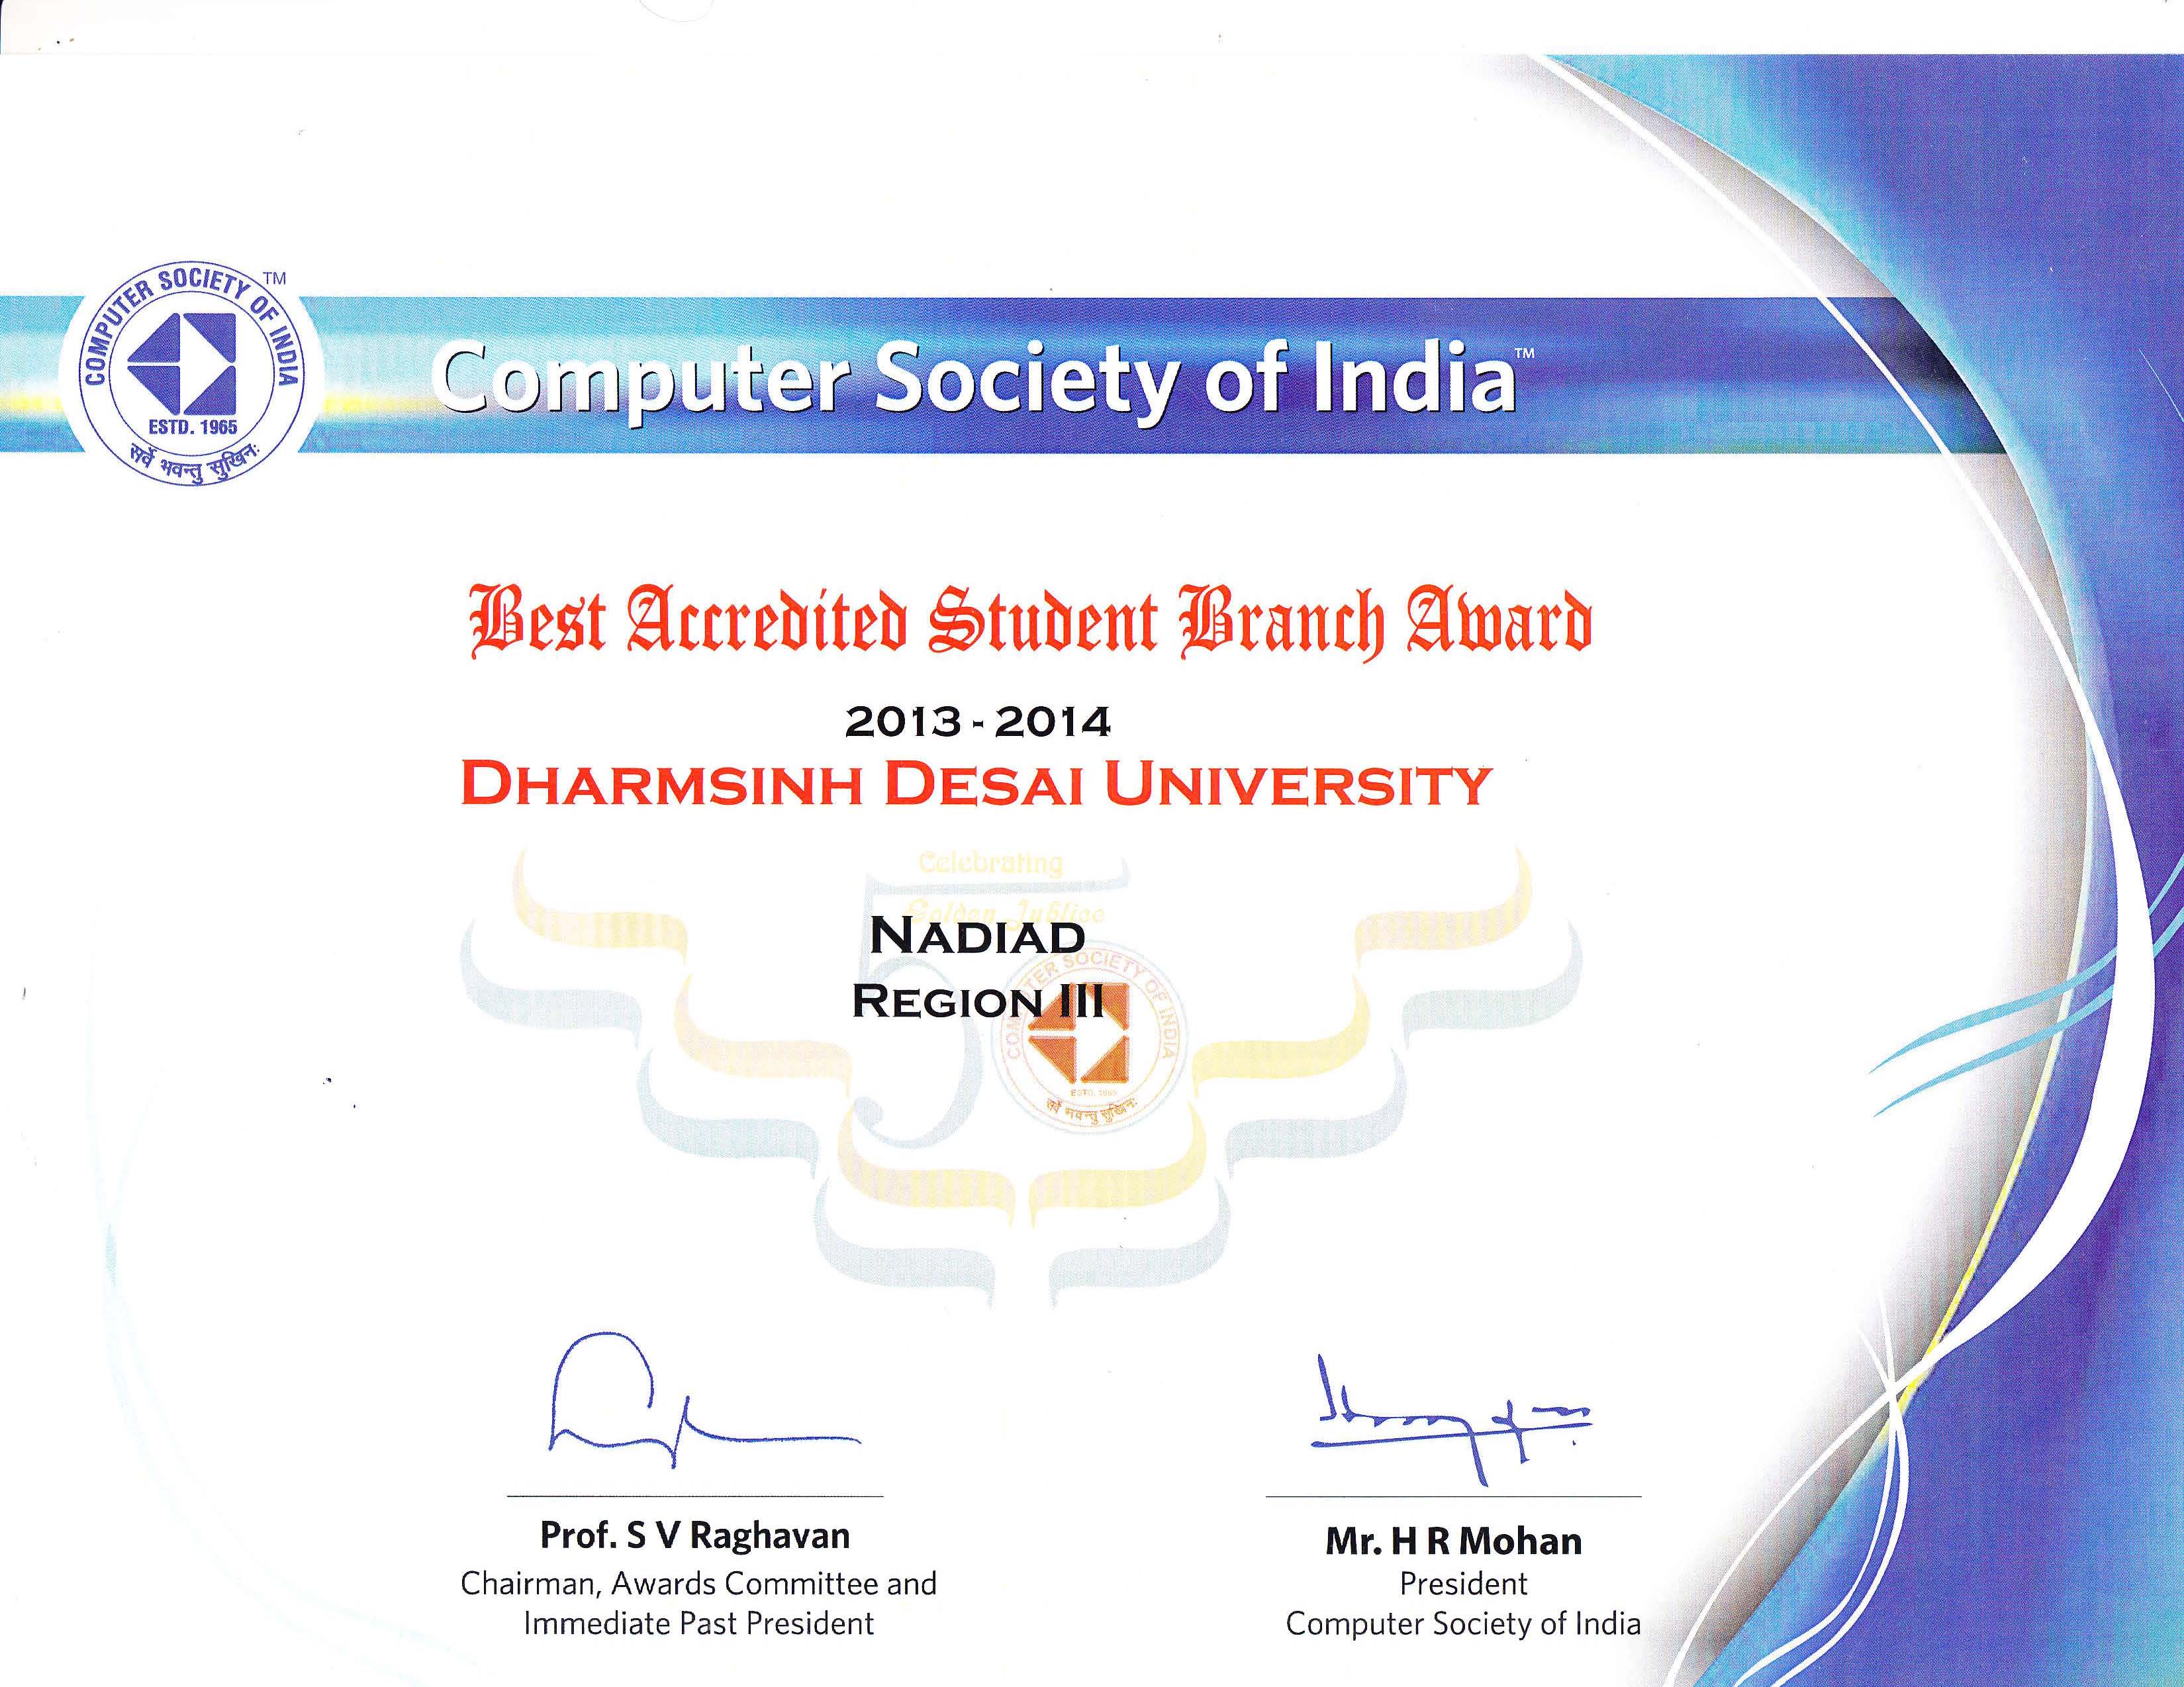 COMPUTER SOCIETY OF INDIA
TM
ESTD. 1965
सर्वे भवन्तु सुखिनः
Computer Society of India™
Best Accredited Student Branch Award
2013 - 2014
DHARMSINH DESAI UNIVERSITY
Celebrating
Golden Jubilee
NADIAD
REGION III
COMPUTER SOCIETY OF INDIA
ESTD. 1965
सर्वे भवन्तु सुखिनः
Prof. S V Raghavan
Chairman, Awards Committee and
Immediate Past President
Mr. H R Mohan
President
Computer Society of India